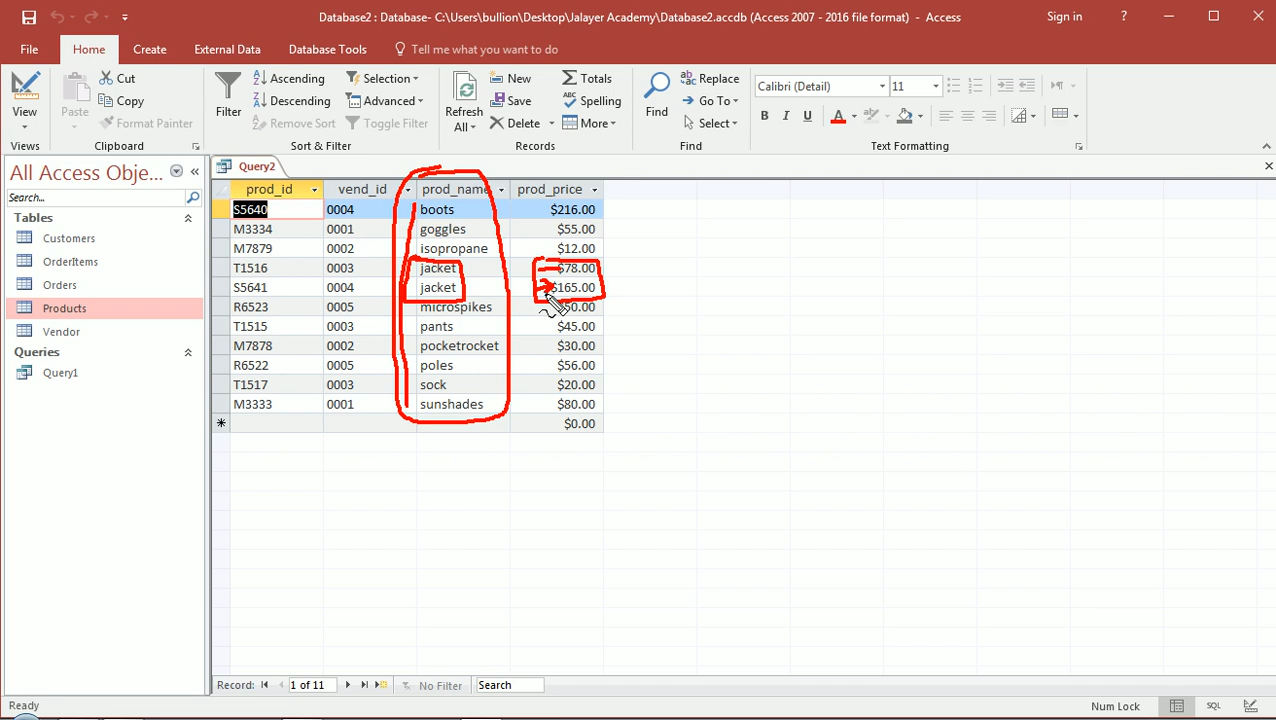 Database2 : Database- C:\Users\bullion\Desktop\Jalayer Academy\Database2.accdb (Access 2007 - 2016 file format) - Access
Sign in ?
File Home Create External Data Database Tools Tell me what you want to do
View
Views
Paste
Cut
Copy
Format Painter
Clipboard
Filter
Ascending
Descending
Remove Sort
Selection
Advanced
Toggle Filter
Sort & Filter
Refresh
All
New
Save
Delete
Totals
Spelling
More
Records
Find
Replace
Go To
Select
Find
Calibri (Detail) 11
B I U A
Text Formatting
All Access Obje...
Search...
Tables
Customers
OrderItems
Orders
Products
Vendor
Queries
Query1
Query2
prod_id vend_id prod_name prod_price
S5640 0004 boots $216.00
M3334 0001 goggles $55.00
M7879 0002 isopropane $12.00
T1516 0003 jacket $78.00
S5641 0004 jacket $165.00
R6523 0005 microspikes $50.00
T1515 0003 pants $45.00
M7878 0002 pocketrocket $30.00
R6522 0005 poles $56.00
T1517 0003 sock $20.00
M3333 0001 sunshades $80.00
$0.00
Record: 1 of 11 No Filter Search
Ready
Num Lock
SQL